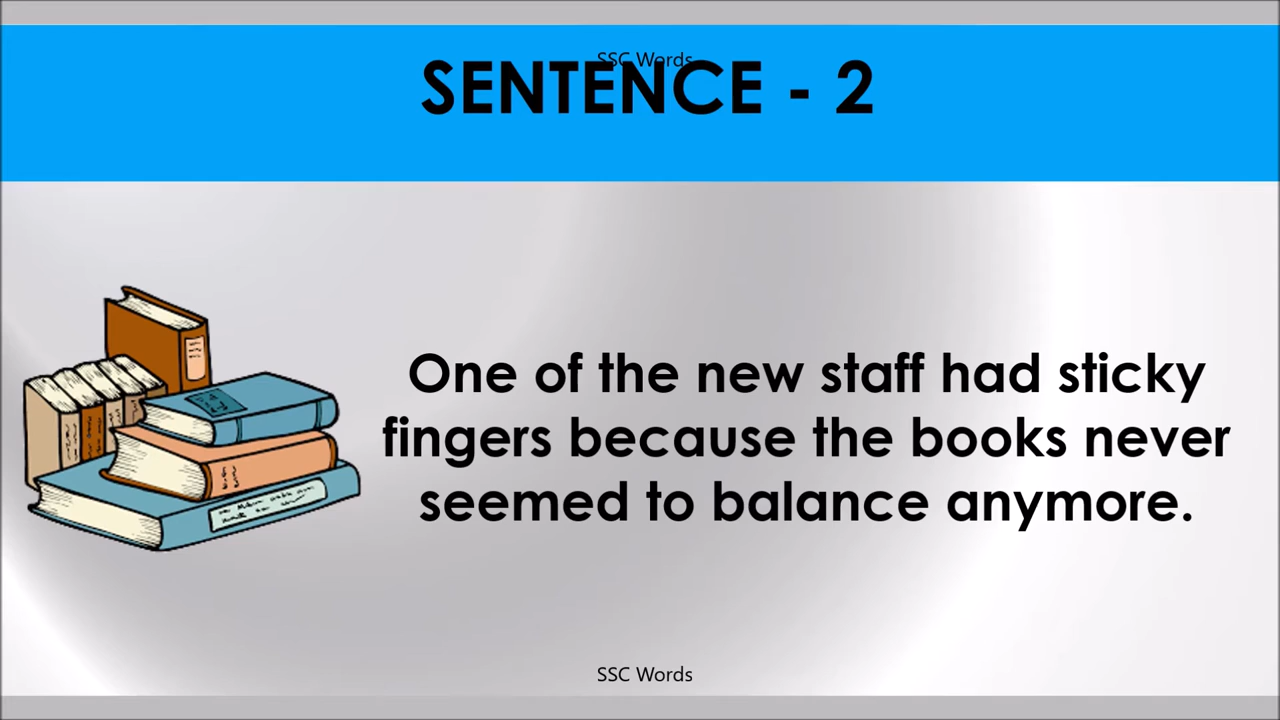 SSC Words
SENTENCE - 2
One of the new staff had sticky
fingers because the books never
seemed to balance anymore.
SSC Words